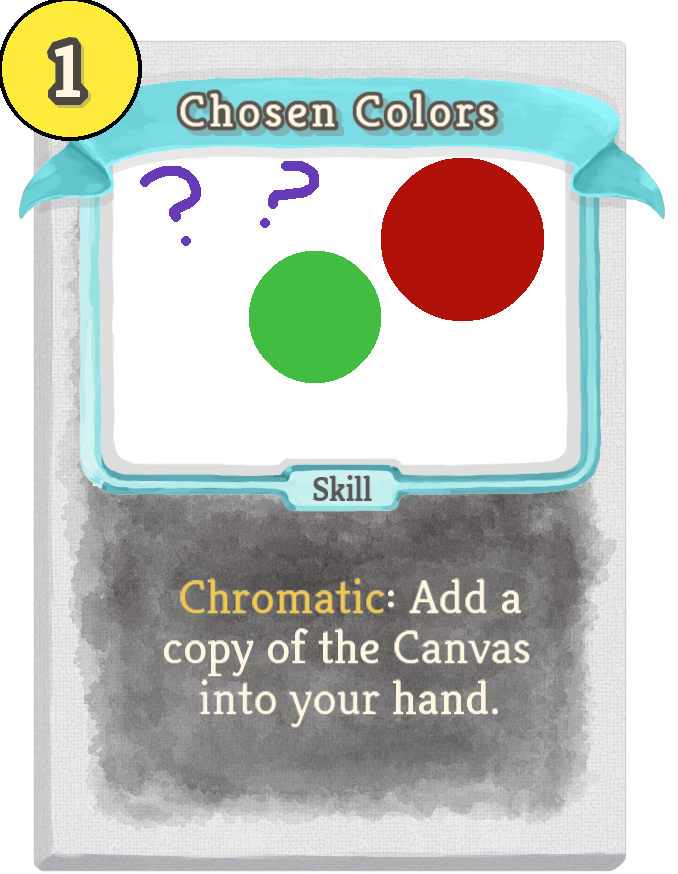 1
Chosen Colors
? ?
Skill
Chromatic: Add a
copy of the Canvas
into your hand.